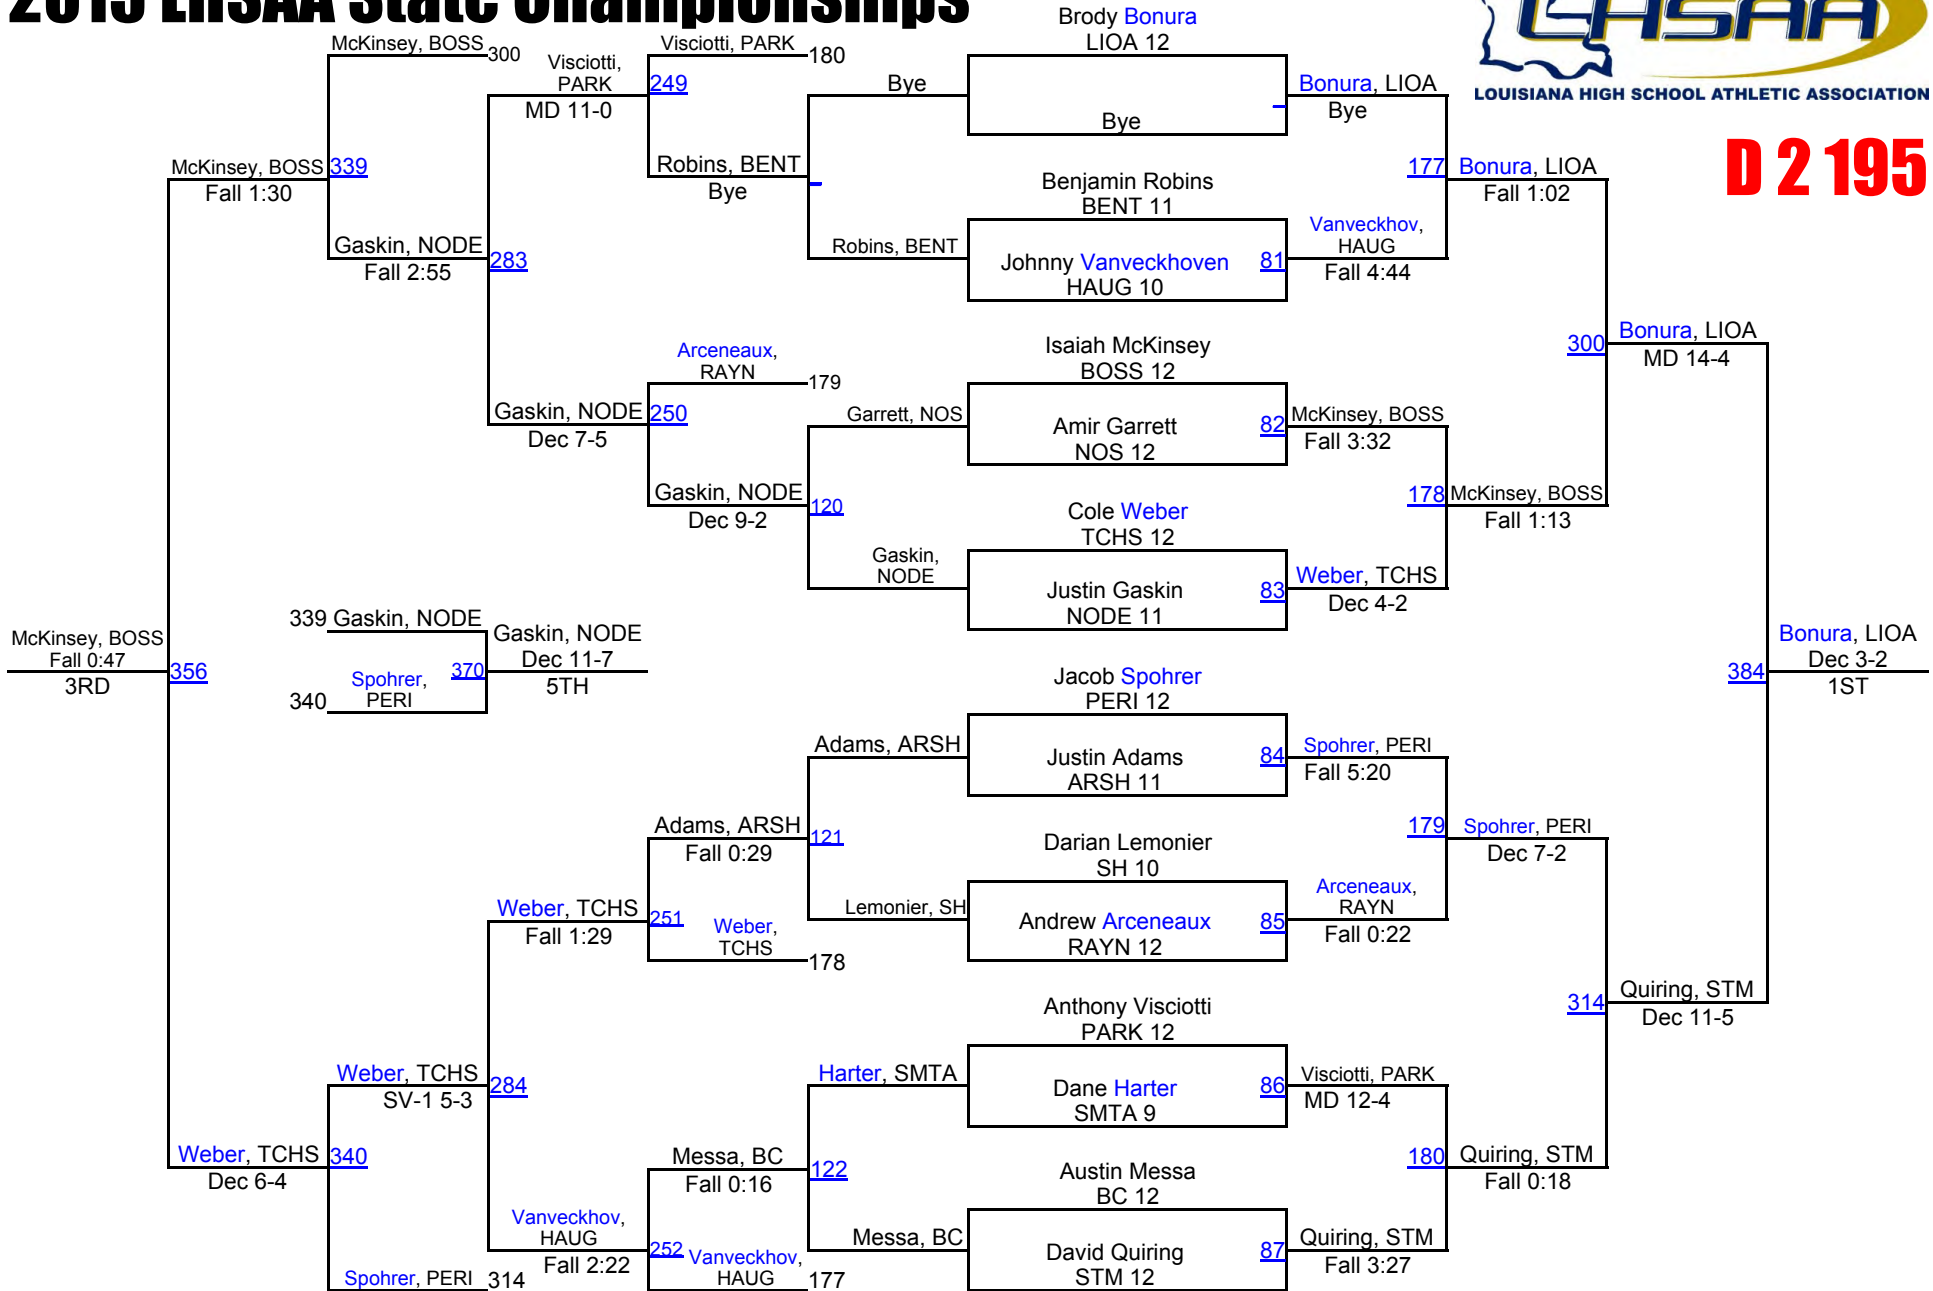 2015 LHSAA State Championships
LHSAA
LOUISIANA HIGH SCHOOL ATHLETIC ASSOCIATION
D 2 195
McKinsey, BOSS
300
Visciotti,
PARK
MD 11-0
Visciotti, PARK
180
249
Robins, BENT
Bye
McKinsey, BOSS
Fall 1:30
339
Gaskin, NODE
Fall 2:55
283
Arceneaux,
RAYN
179
Gaskin, NODE
Dec 7-5
250
Gaskin, NODE
Dec 9-2
120
McKinsey, BOSS
Fall 0:47
3RD
356
339 Gaskin, NODE
Spohrer,
PERI
340
370
Gaskin, NODE
Dec 11-7
5TH
Adams, ARSH
Fall 0:29
121
Weber, TCHS
Fall 1:29
251
Weber,
TCHS
178
Weber, TCHS
SV-1 5-3
284
Weber, TCHS
Dec 6-4
340
Messa, BC
Fall 0:16
122
Vanveckhov,
HAUG
Fall 2:22
252
Vanveckhov,
HAUG
177
Spohrer, PERI
314
Bye
Robins, BENT
Garrett, NOS
Gaskin,
NODE
Adams, ARSH
Lemonier, SH
Harter, SMTA
Messa, BC
Brody Bonura
LIOA 12
Bye
Benjamin Robins
BENT 11
Johnny Vanveckhoven
HAUG 10
81
Isaiah McKinsey
BOSS 12
Amir Garrett
NOS 12
82
Cole Weber
TCHS 12
Justin Gaskin
NODE 11
83
Jacob Spohrer
PERI 12
Justin Adams
ARSH 11
84
Darian Lemonier
SH 10
Andrew Arceneaux
RAYN 12
85
Anthony Visciotti
PARK 12
Dane Harter
SMTA 9
86
Austin Messa
BC 12
David Quiring
STM 12
87
Bonura, LIOA
Bye
Vanveckhov,
HAUG
Fall 4:44
McKinsey, BOSS
Fall 3:32
Weber, TCHS
Dec 4-2
Spohrer, PERI
Fall 5:20
Arceneaux,
RAYN
Fall 0:22
Visciotti, PARK
MD 12-4
Quiring, STM
Fall 3:27
177
Bonura, LIOA
Fall 1:02
178
McKinsey, BOSS
Fall 1:13
179
Spohrer, PERI
Dec 7-2
180
Quiring, STM
Fall 0:18
300
Bonura, LIOA
MD 14-4
314
Quiring, STM
Dec 11-5
384
Bonura, LIOA
Dec 3-2
1ST